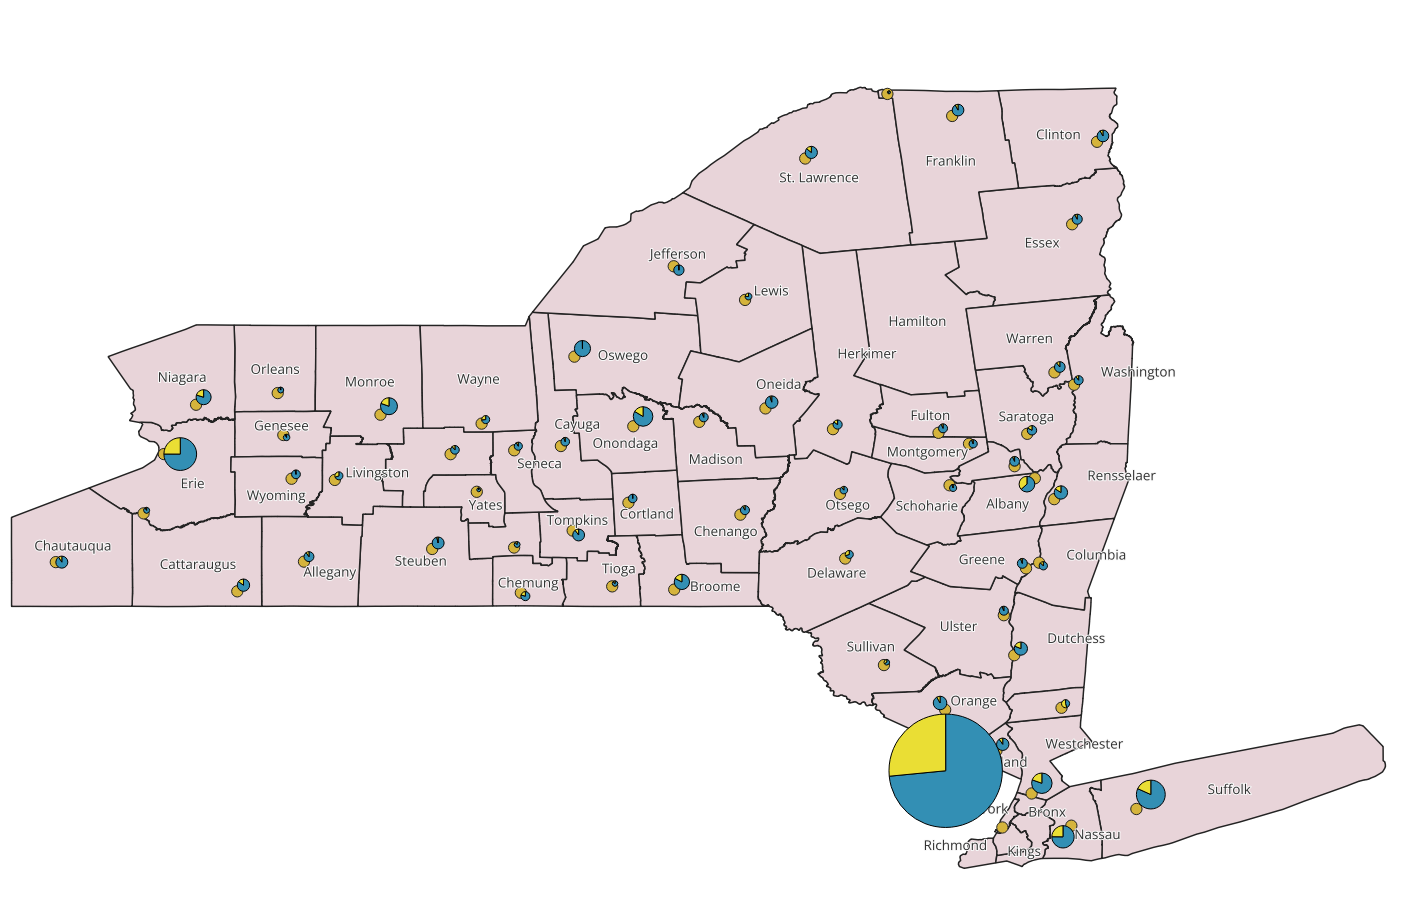 Clinton
Franklin
St. Lawrence
Essex
Jefferson
Lewis
Hamilton
Warren
Herkimer
Oswego
Washington
Orleans
Niagara
Monroe
Wayne
Oneida
Fulton
Saratoga
Genesee
Cayuga
Onondaga
Montgomery
Madison
Seneca
Livingston
Rensselaer
Erie
Wyoming
Yates
Otsego
Schoharie
Albany
Cortland
Tompkins
Chenango
Chautauqua
Columbia
Greene
Steuben
Cattaraugus
Allegany
Tioga
Delaware
Chemung
Broome
Ulster
Dutchess
Sullivan
Orange
Westchester
and
Suffolk
ork
Bronx
Nassau
Richmond
Kings